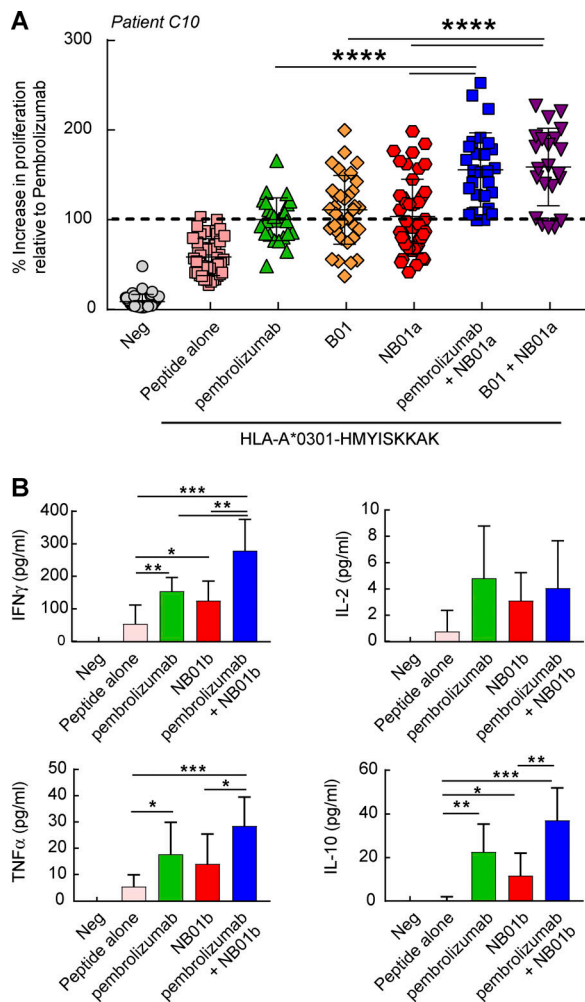 A
Patient C10
% Increase in proliferation
relative to Pembrolizumab
300
200
100
0
****
****
Neg
Peptide alone
pembrolizumab
B01
NB01a
pembrolizumab
+ NB01a
B01 + NB01a
HLA-A*0301-HMYISKKAK
B
IFNγ (pg/ml)
400
300
200
100
0
***
**
*
**
Neg
Peptide alone
pembrolizumab
NB01b
pembrolizumab
+ NB01b
IL-2 (pg/ml)
10
8
6
4
2
0
Neg
Peptide alone
pembrolizumab
NB01b
pembrolizumab
+ NB01b
TNFα (pg/ml)
50
40
30
20
10
0
***
*
*
Neg
Peptide alone
pembrolizumab
NB01b
pembrolizumab
+ NB01b
IL-10 (pg/ml)
60
40
20
0
**
***
*
**
Neg
Peptide alone
pembrolizumab
NB01b
pembrolizumab
+ NB01b